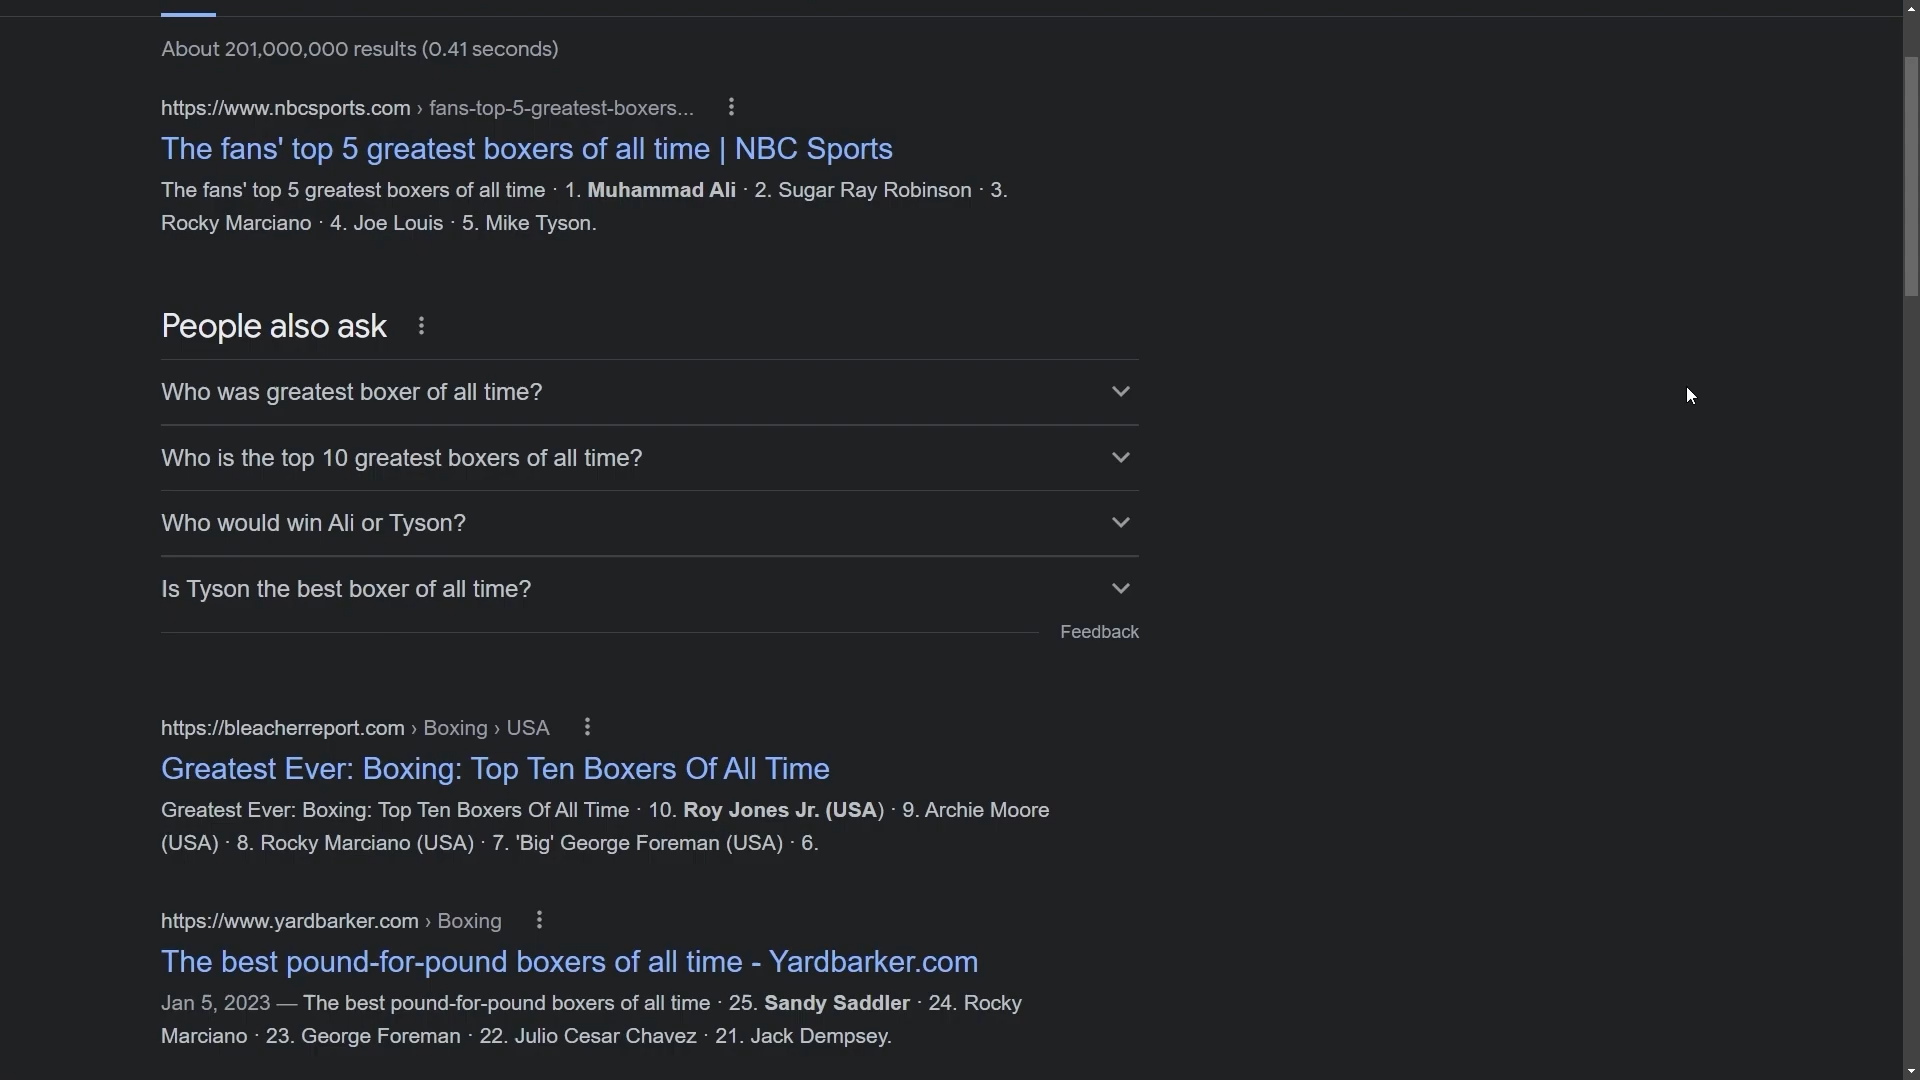 About 201,000,000 results (0.41 seconds)
https://www.nbcsports.com › fans-top-5-greatest-boxers...
The fans' top 5 greatest boxers of all time | NBC Sports
The fans' top 5 greatest boxers of all time · 1. Muhammad Ali · 2. Sugar Ray Robinson · 3.
Rocky Marciano · 4. Joe Louis · 5. Mike Tyson.
People also ask
Who was greatest boxer of all time?
Who is the top 10 greatest boxers of all time?
Who would win Ali or Tyson?
Is Tyson the best boxer of all time?
Feedback
https://bleacherreport.com › Boxing › USA
Greatest Ever: Boxing: Top Ten Boxers Of All Time
Greatest Ever: Boxing: Top Ten Boxers Of All Time · 10. Roy Jones Jr. (USA) · 9. Archie Moore
(USA) · 8. Rocky Marciano (USA) · 7. 'Big' George Foreman (USA) · 6.
https://www.yardbarker.com › Boxing
The best pound-for-pound boxers of all time - Yardbarker.com
Jan 5, 2023 — The best pound-for-pound boxers of all time · 25. Sandy Saddler · 24. Rocky
Marciano · 23. George Foreman · 22. Julio Cesar Chavez · 21. Jack Dempsey.